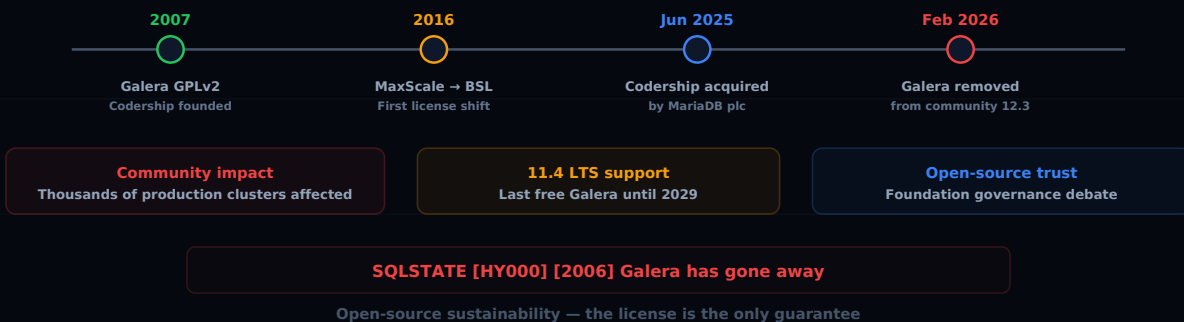 2007
2016
Jun 2025
Feb 2026
Galera GPLv2
MaxScale → BSL
Codership acquired
Galera removed
Codership founded
First license shift
by MariaDB plc
from community 12.3
Community impact
11.4 LTS support
Open-source trust
Thousands of production clusters affected
Last free Galera until 2029
Foundation governance debate
SQLSTATE [HY000] [2006] Galera has gone away
Open-source sustainability — the license is the only guarantee